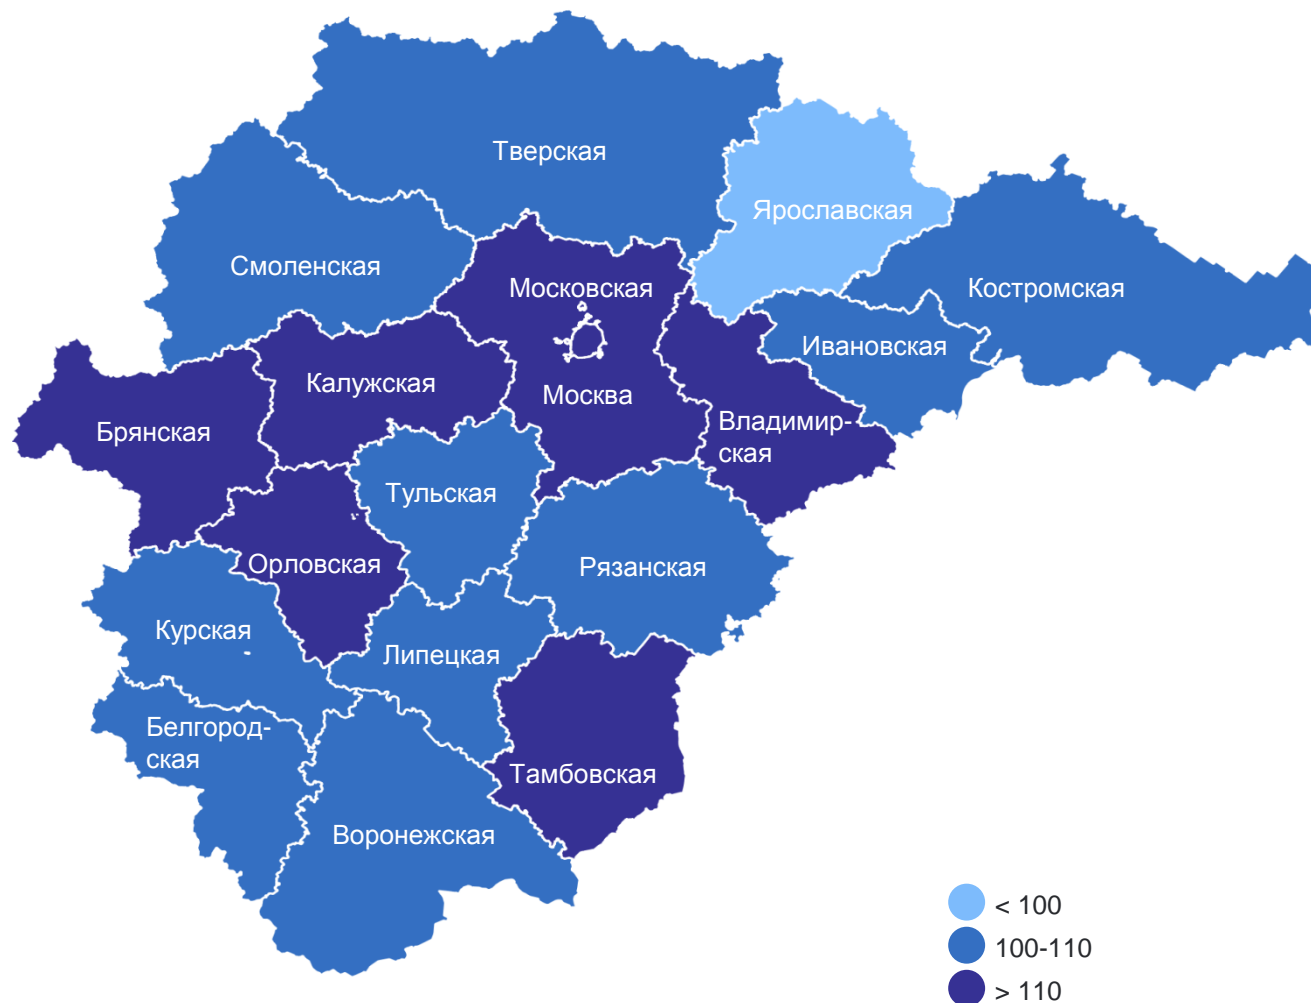 Тверская
Ярославская
Смоленская
Московская
Костромская
Ивановская
Калужская
Москва
Брянская
Владимир-
ская
Тульская
Орловская
Рязанская
Курская
Липецкая
Белгород-
ская
Тамбовская
Воронежская
< 100
100-110
> 110